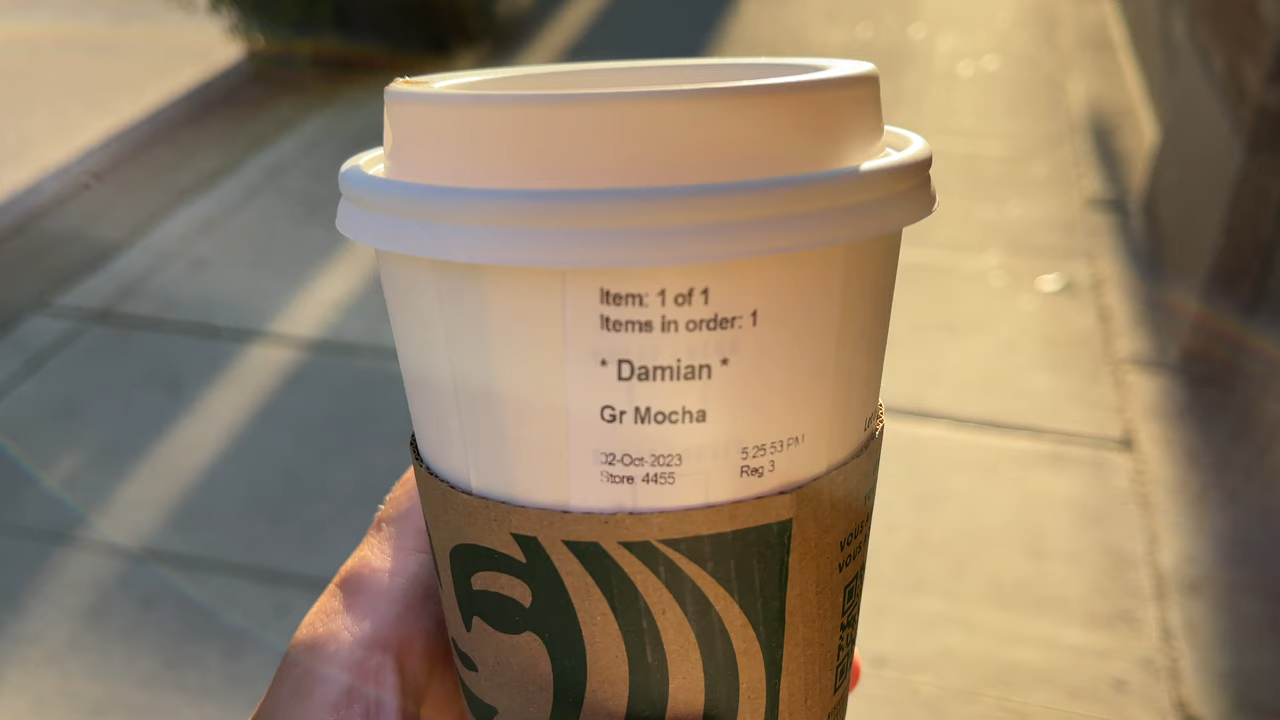 Item: 1 of 1
Items in order: 1
* Damian *
Gr Mocha
02-Oct-2023 5:25:53 PM
Store: 4455 Reg 3
VOUS